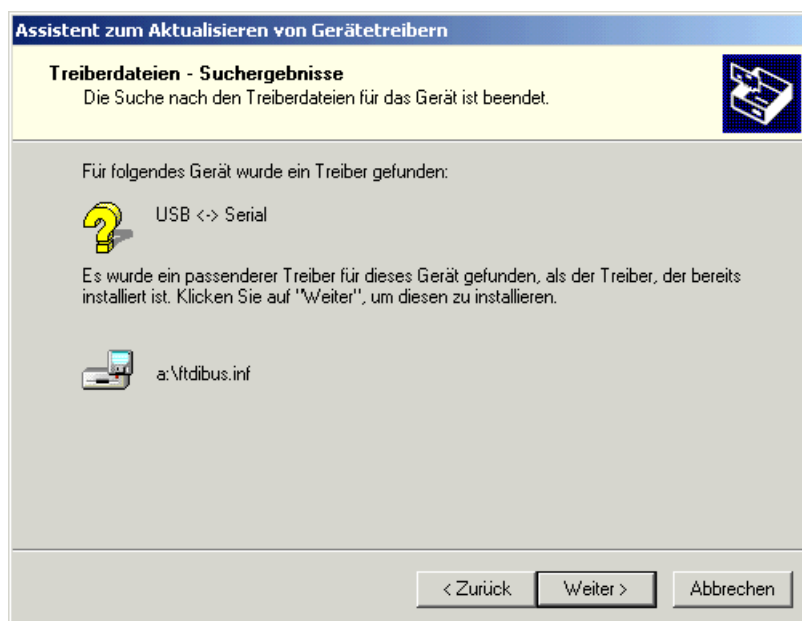 Assistent zum Aktualisieren von Gerätetreibern
Treiberdateien - Suchergebnisse
Die Suche nach den Treiberdateien für das Gerät ist beendet.
Für folgendes Gerät wurde ein Treiber gefunden:
USB <-> Serial
Es wurde ein passenderer Treiber für dieses Gerät gefunden, als der Treiber, der bereits
installiert ist. Klicken Sie auf "Weiter", um diesen zu installieren.
a:\ftdibus.inf
< Zurück
Weiter >
Abbrechen